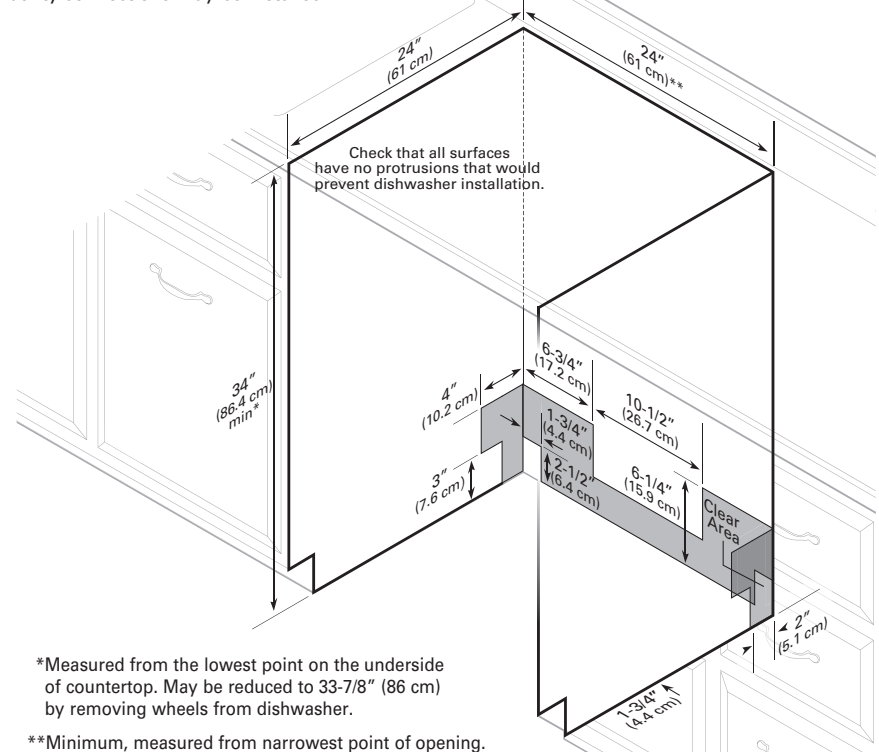 24"
(61 cm)
24"
(61 cm)**
Check that all surfaces
have no protrusions that would
prevent dishwasher installation.
34"
(86.4 cm)
min*
4"
(10.2 cm)
6-3/4"
(17.2 cm)
10-1/2"
(26.7 cm)
1-3/4"
(4.4 cm)
3"
(7.6 cm)
2-1/2"
(6.4 cm)
6-1/4"
(15.9 cm)
Clear
Area
2"
(5.1 cm)
1-3/4"
(4.4 cm)
*Measured from the lowest point on the underside
of countertop. May be reduced to 33-7/8" (86 cm)
by removing wheels from dishwasher.
**Minimum, measured from narrowest point of opening.